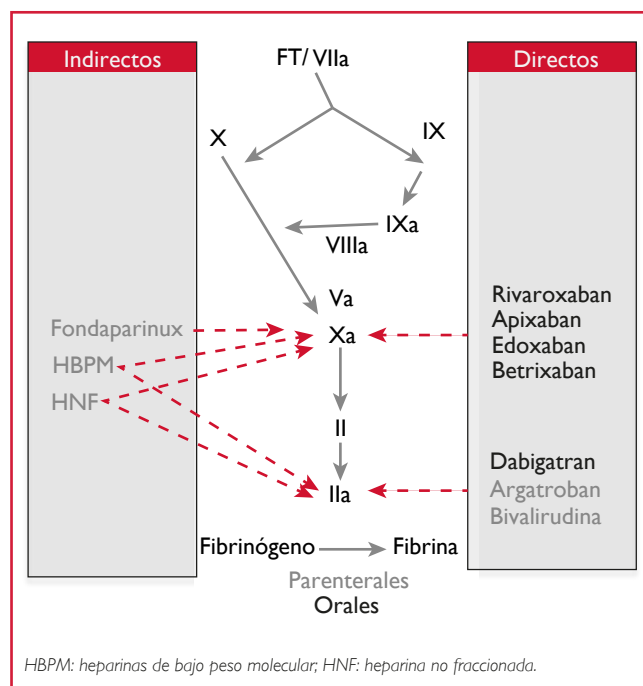 Indirectos
Directos
FT/VIIa
X
IX
IXa
VIIIa
Va
Xa
Fondaparinux
HBPM
HNF
Rivaroxaban
Apixaban
Edoxaban
Betrixaban
II
IIa
Dabigatran
Argatroban
Bivalirudina
Fibrinógeno
Fibrina
Parenterales
Orales
HBPM: heparinas de bajo peso molecular; HNF: heparina no fraccionada.